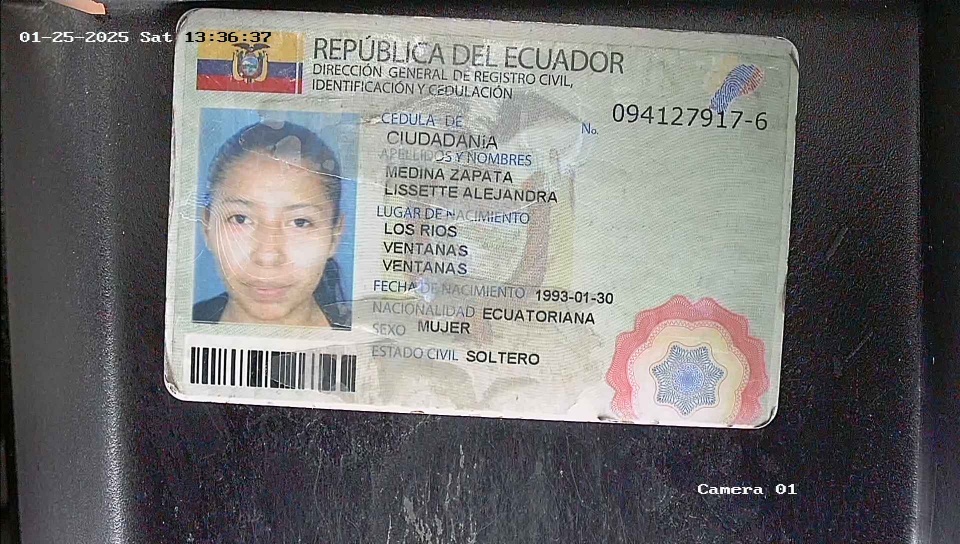 01-25-2025 Sat 13:36:37
REPÚBLICA DEL ECUADOR
DIRECCIÓN GENERAL DE REGISTRO CIVIL,
IDENTIFICACIÓN Y CEDULACIÓN
No. 094127917-6
CÉDULA DE
CIUDADANíA
APELLIDOS Y NOMBRES
MEDINA ZAPATA
LISSETTE ALEJANDRA
LUGAR DE NACIMIENTO
LOS RIOS
VENTANAS
VENTANAS
FECHA DE NACIMIENTO 1993-01-30
NACIONALIDAD ECUATORIANA
SEXO MUJER
ESTADO CIVIL SOLTERO
Camera 01